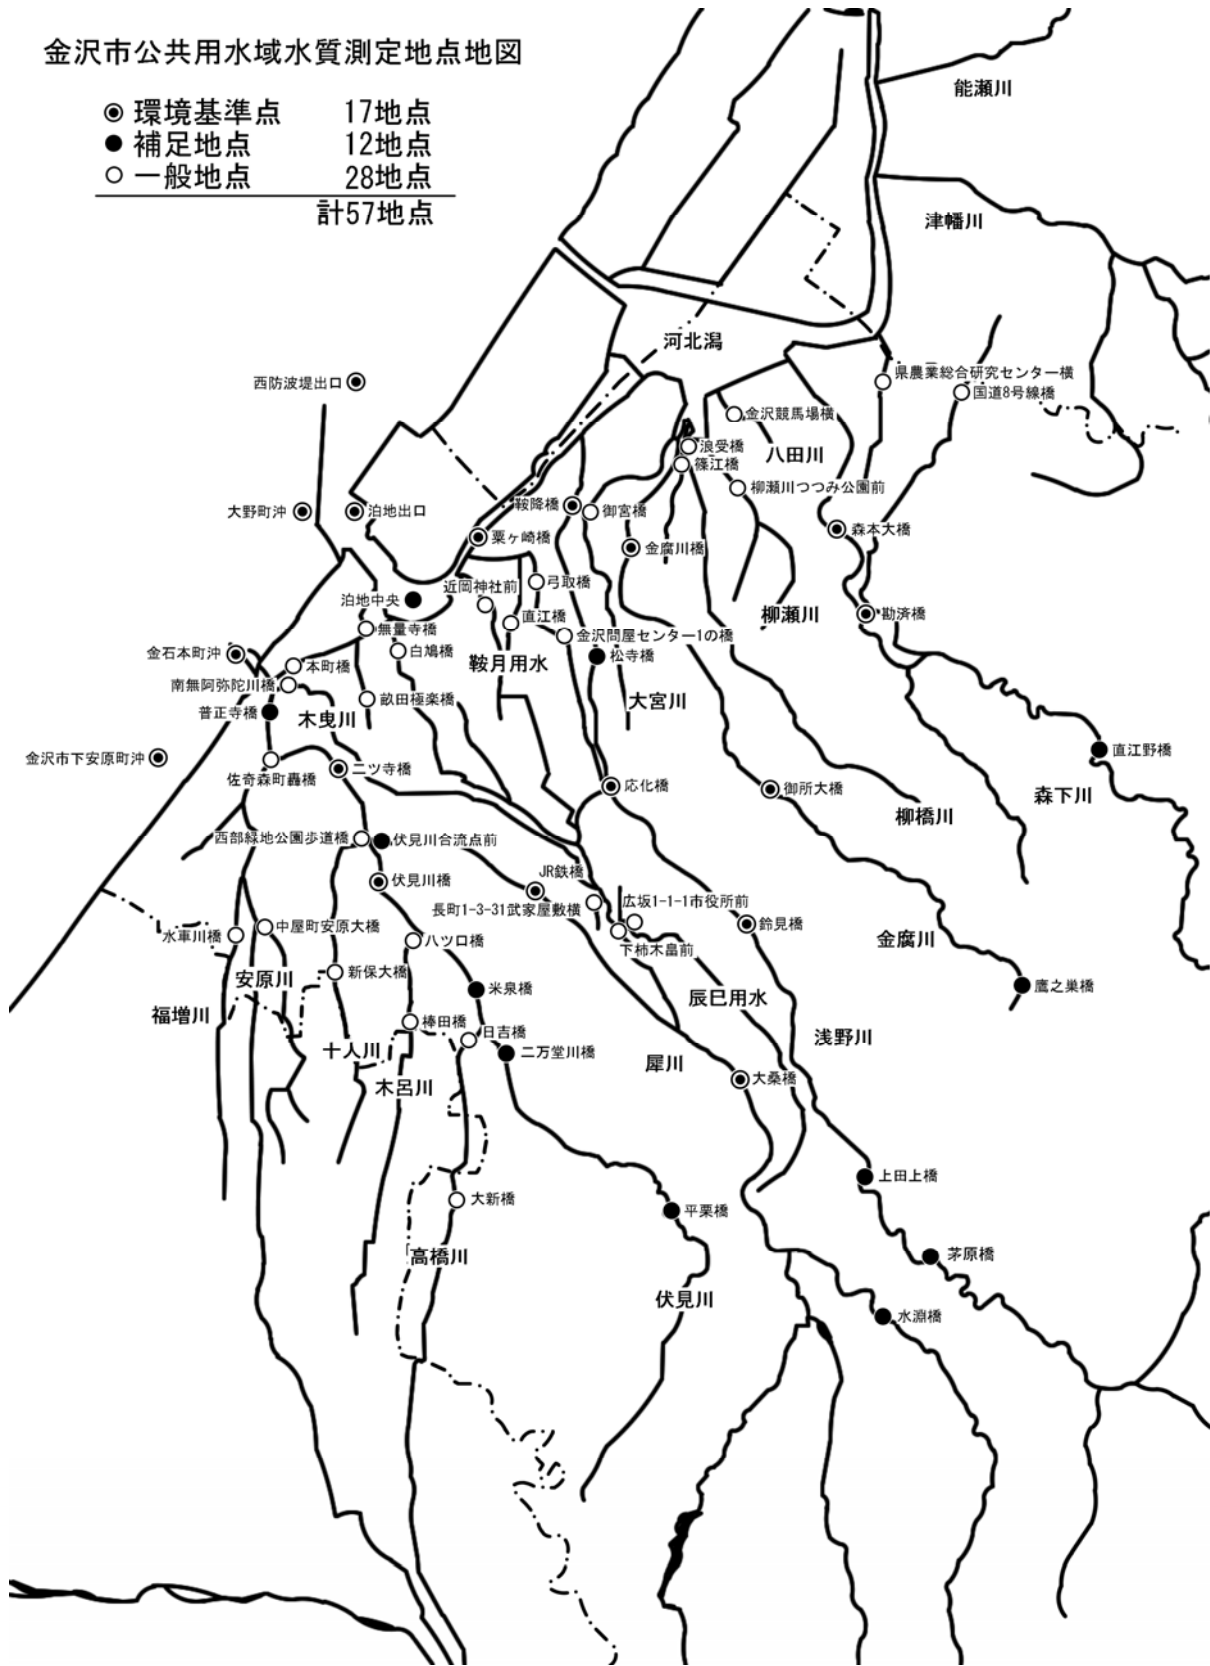 金沢市公共用水域水質測定地点地図
◉ 環境基準点 17地点
● 補足地点 12地点
○ 一般地点 28地点
計57地点
能瀬川
津幡川
河北潟
西防波堤出口
県農業総合研究センター横
国道8号線橋
金沢競馬場横
浪受橋
八田川
篠江橋
柳瀬川つつみ公園前
大野町沖
泊地出口
鞍降橋
御宮橋
森本大橋
粟ヶ崎橋
金腐川橋
近岡神社前
弓取橋
泊地中央
柳瀬川
勘済橋
直江橋
無量寺橋
金沢問屋センター1の橋
金石本町沖
白鳩橋
鞍月用水
松寺橋
本町橋
南無阿弥陀川橋
畝田極楽橋
大宮川
普正寺橋
木曳川
直江野橋
金沢市下安原町沖
二ツ寺橋
佐奇森町轟橋
応化橋
御所大橋
森下川
柳橋川
西部緑地公園歩道橋
伏見川合流点前
JR鉄橋
伏見川橋
長町1-3-31武家屋敷横
広坂1-1-1市役所前
鈴見橋
中屋町安原大橋
水車川橋
八ツ口橋
下柿木畠前
金腐川
安原川
新保大橋
米泉橋
辰巳用水
鷹之巣橋
福増川
棒田橋
日吉橋
浅野川
十人川
二万堂川橋
犀川
大桑橋
木呂川
上田上橋
大新橋
平栗橋
高橋川
茅原橋
伏見川
水淵橋